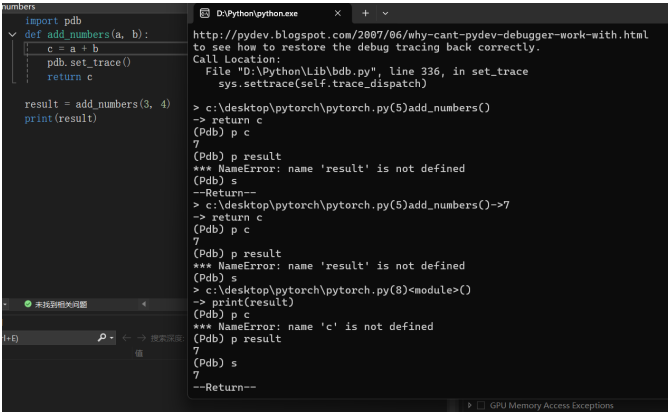 numbers
import pdb
def add_numbers(a, b):
c = a + b
pdb.set_trace()
return c
result = add_numbers(3, 4)
print(result)
未找到相关问题
+E)
搜索深度:
值
D:\Python\python.exe
http://pydev.blogspot.com/2007/06/why-cant-pydev-debugger-work-with.html
to see how to restore the debug tracing back correctly.
Call Location:
File "D:\Python\Lib\bdb.py", line 336, in set_trace
sys.settrace(self.trace_dispatch)
> c:\desktop\pytorch\pytorch.py(5)add_numbers()
-> return c
(Pdb) p c
7
(Pdb) p result
*** NameError: name 'result' is not defined
(Pdb) s
--Return--
> c:\desktop\pytorch\pytorch.py(5)add_numbers()->7
-> return c
(Pdb) p c
7
(Pdb) p result
*** NameError: name 'result' is not defined
(Pdb) s
> c:\desktop\pytorch\pytorch.py(8)<module>()
-> print(result)
(Pdb) p c
*** NameError: name 'c' is not defined
(Pdb) p result
7
(Pdb) s
7
--Return--
GPU Memory Access Exceptions